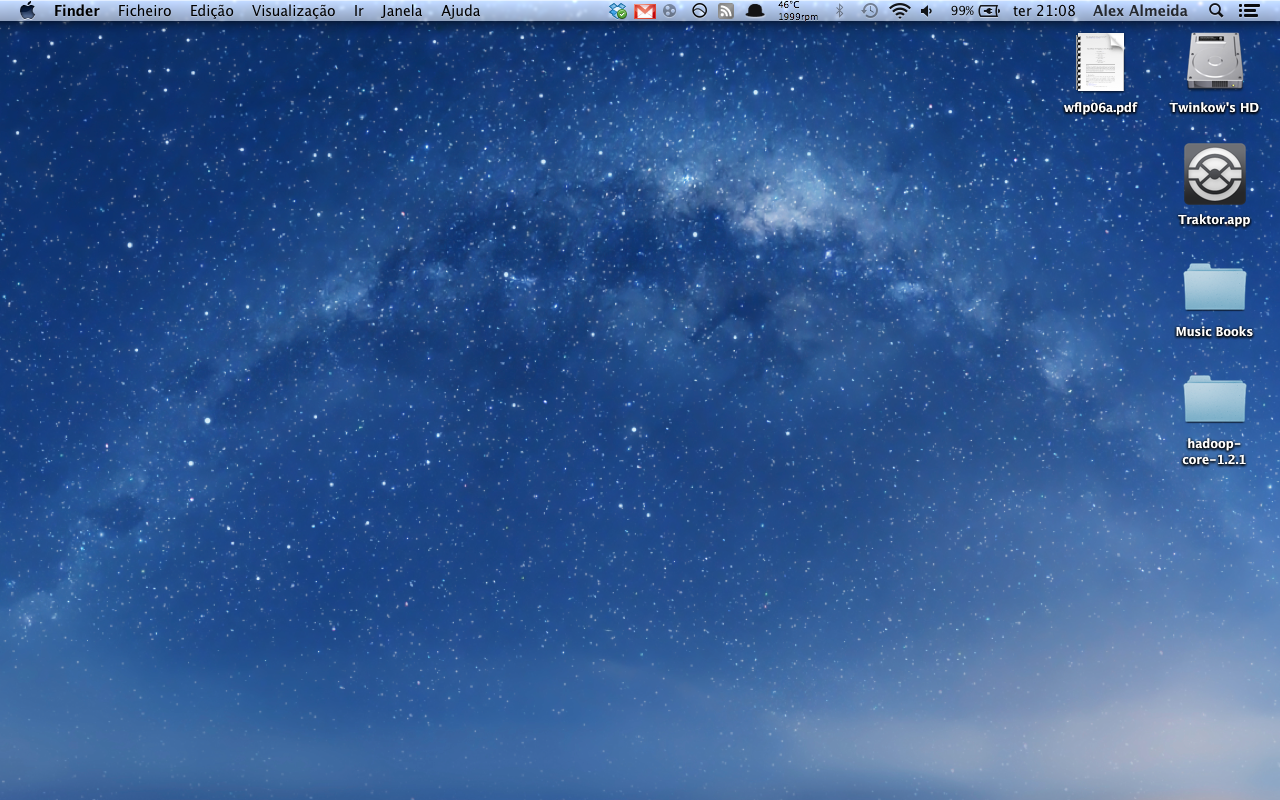 Finder Ficheiro Edição Visualização Ir Janela Ajuda 46°C 99% ter 21:08 Alex Almeida
1999rpm
wflp06a.pdf Twinkow's HD
Traktor.app
Music Books
hadoop-
core-1.2.1